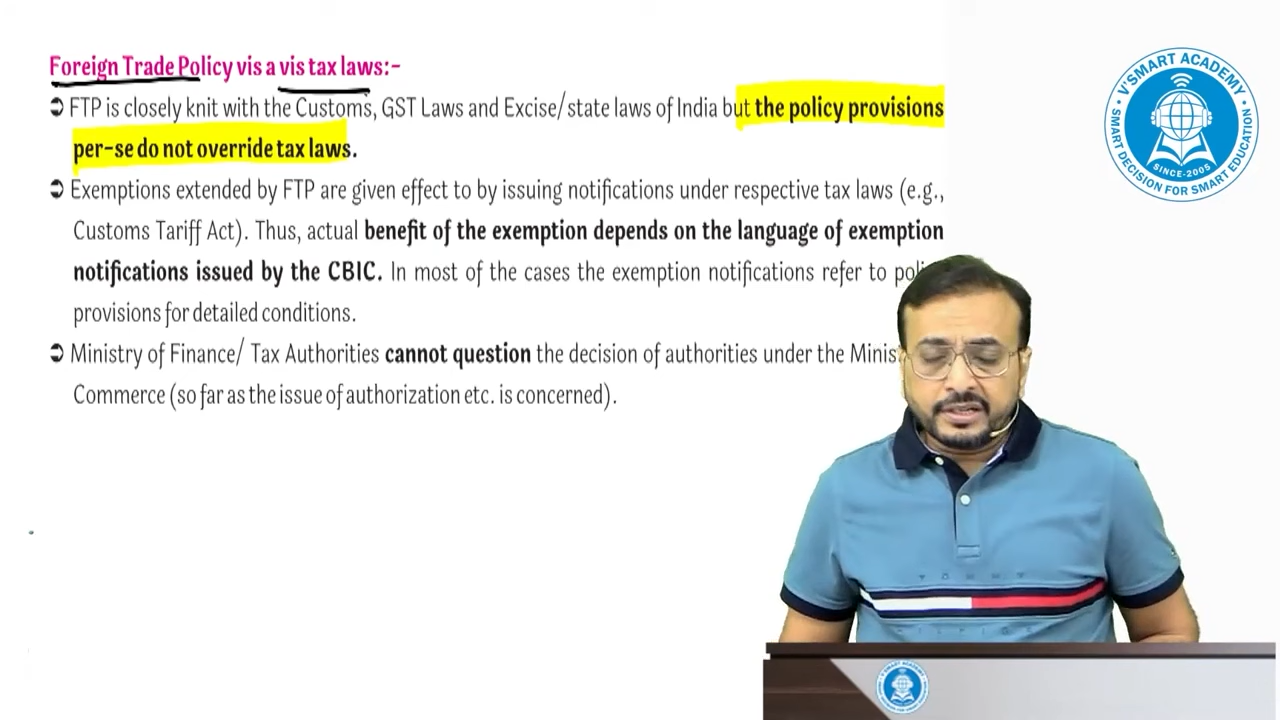 Foreign Trade Policy vis a vis tax laws:-
➲ FTP is closely knit with the Customs, GST Laws and Excise/state laws of India but the policy provisions
per-se do not override tax laws.
➲ Exemptions extended by FTP are given effect to by issuing notifications under respective tax laws (e.g.,
Customs Tariff Act). Thus, actual benefit of the exemption depends on the language of exemption
notifications issued by the CBIC. In most of the cases the exemption notifications refer to
provisions for detailed conditions.
➲ Ministry of Finance/ Tax Authorities cannot question the decision of authorities under the
Commerce (so far as the issue of authorization etc. is concerned).
V'SMART ACADEMY
SINCE-2005
SMART DECISION FOR SMART EDUCATION
V'SMART ACADEMY